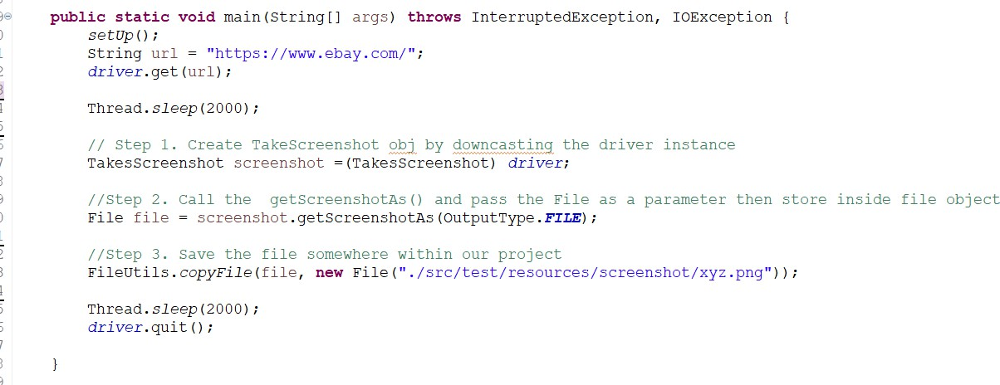 public static void main(String[] args) throws InterruptedException, IOException {
setUp();
String url = "https://www.ebay.com/";
driver.get(url);
Thread.sleep(2000);
// Step 1. Create TakeScreenshot obj by downcasting the driver instance
TakesScreenshot screenshot =(TakesScreenshot) driver;
//Step 2. Call the  getScreenshotAs() and pass the File as a parameter then store inside file object
File file = screenshot.getScreenshotAs(OutputType.FILE);
//Step 3. Save the file somewhere within our project
FileUtils.copyFile(file, new File("./src/test/resources/screenshot/xyz.png"));
Thread.sleep(2000);
driver.quit();
}